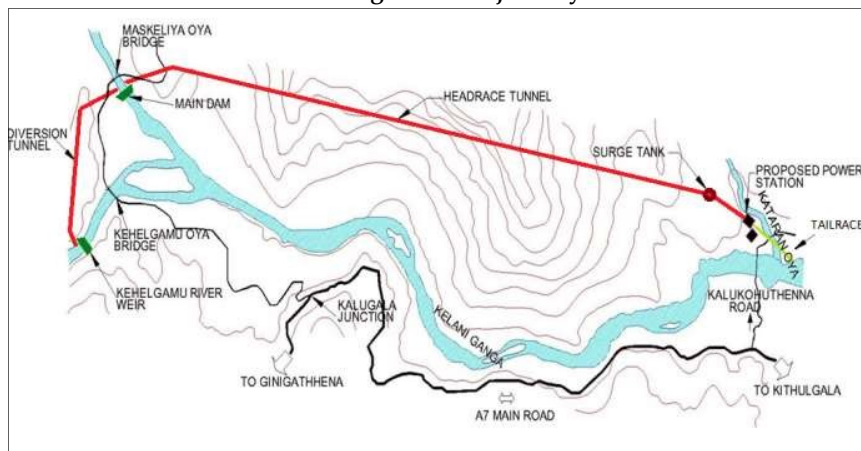 MASKELIYA OYA
BRIDGE
MAIN DAM
HEADRACE TUNNEL
DIVERSION
TUNNEL
SURGE TANK
PROPOSED POWER
STATION
KATARAN OYA
TAILRACE
KEHELGAMU OYA
BRIDGE
KEHELGAMU RIVER
WEIR
KALUGALA
JUNCTION
KELANI GANGA
KALUKOHUTHENNA
ROAD
TO GINIGATHHENA
TO KITHULGALA
A7 MAIN ROAD